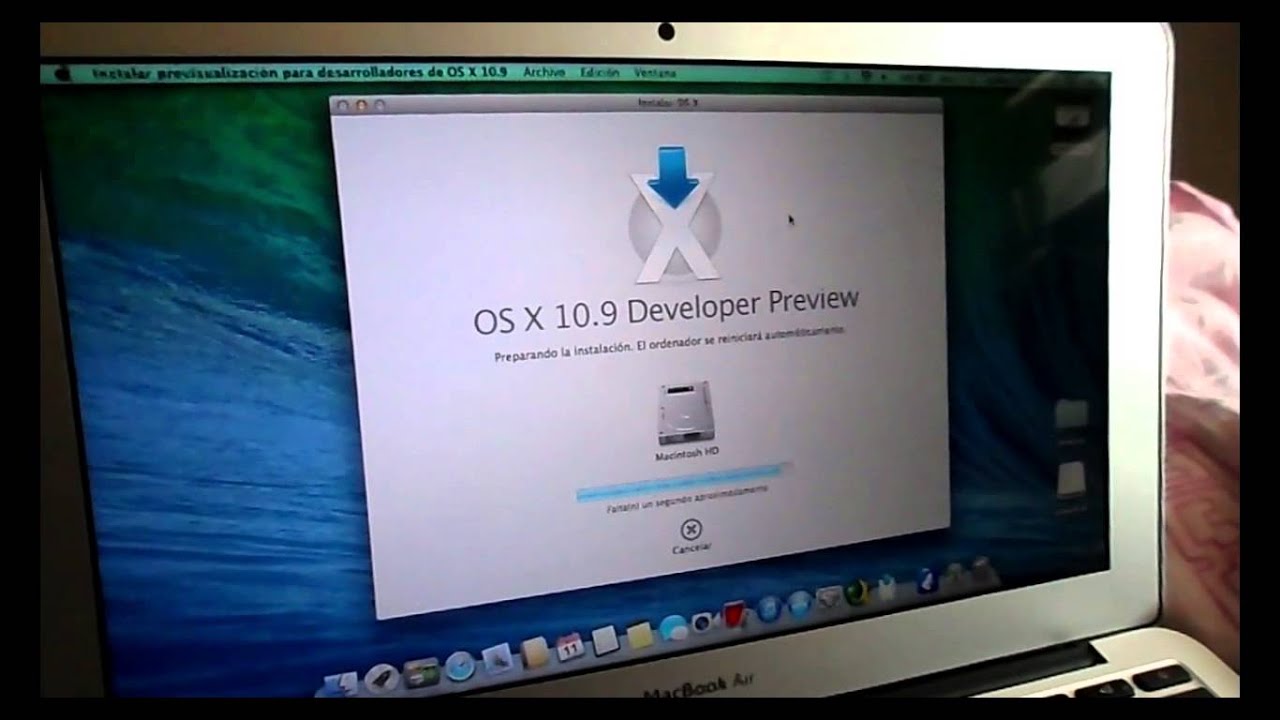 Instalar previsualización para desarrolladores de OS X 10.9 Archivo Edición Ventana
Instalar OS X
OS X 10.9 Developer Preview
Preparando la instalación. El ordenador se reiniciará automáticamente.
Macintosh HD
Falta(n) un segundo aproximadamente
Cancelar
11
MacBook Air